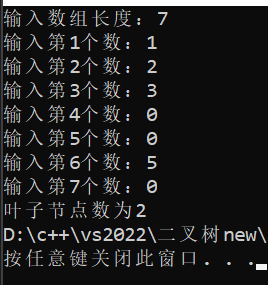 输入数组长度：7
输入第1个数：1
输入第2个数：2
输入第3个数：3
输入第4个数：0
输入第5个数：0
输入第6个数：5
输入第7个数：0
叶子节点数为2
D:\c++\vs2022\二叉树new\
按任意键关闭此窗口. . .